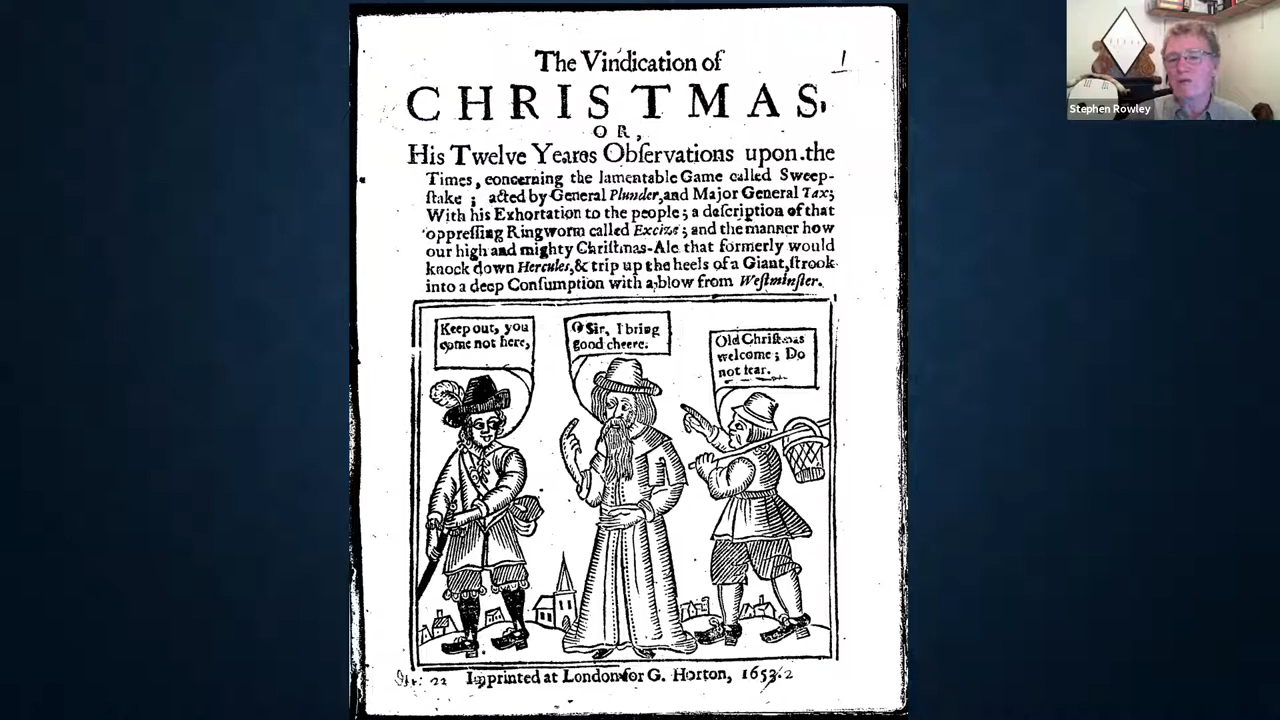 The Vindication of
CHRISTMAS,
OR,
His Twelve Yeares Obſervations upon the
Times, concerning the lamentable Game called Sweep-
ſtake; acted by General Plunder, and Major General Tax;
With his Exhortation to the people; a deſcription of that
oppreſſing Ringworm called Excize; and the manner how
our high and mighty Chriſtmas-Ale that formerly would
knock down Hercules, & trip up the heels of a Giant, ſtrook
into a deep Conſumption with a blow from Weſtminſter.
Keep out, you
come not here,
O Sir, I bring
good cheere.
Old Chriſtmas
welcome; Do
not fear.
Imprinted at London for G. Horton, 1653.2
22
1
Stephen Rowley